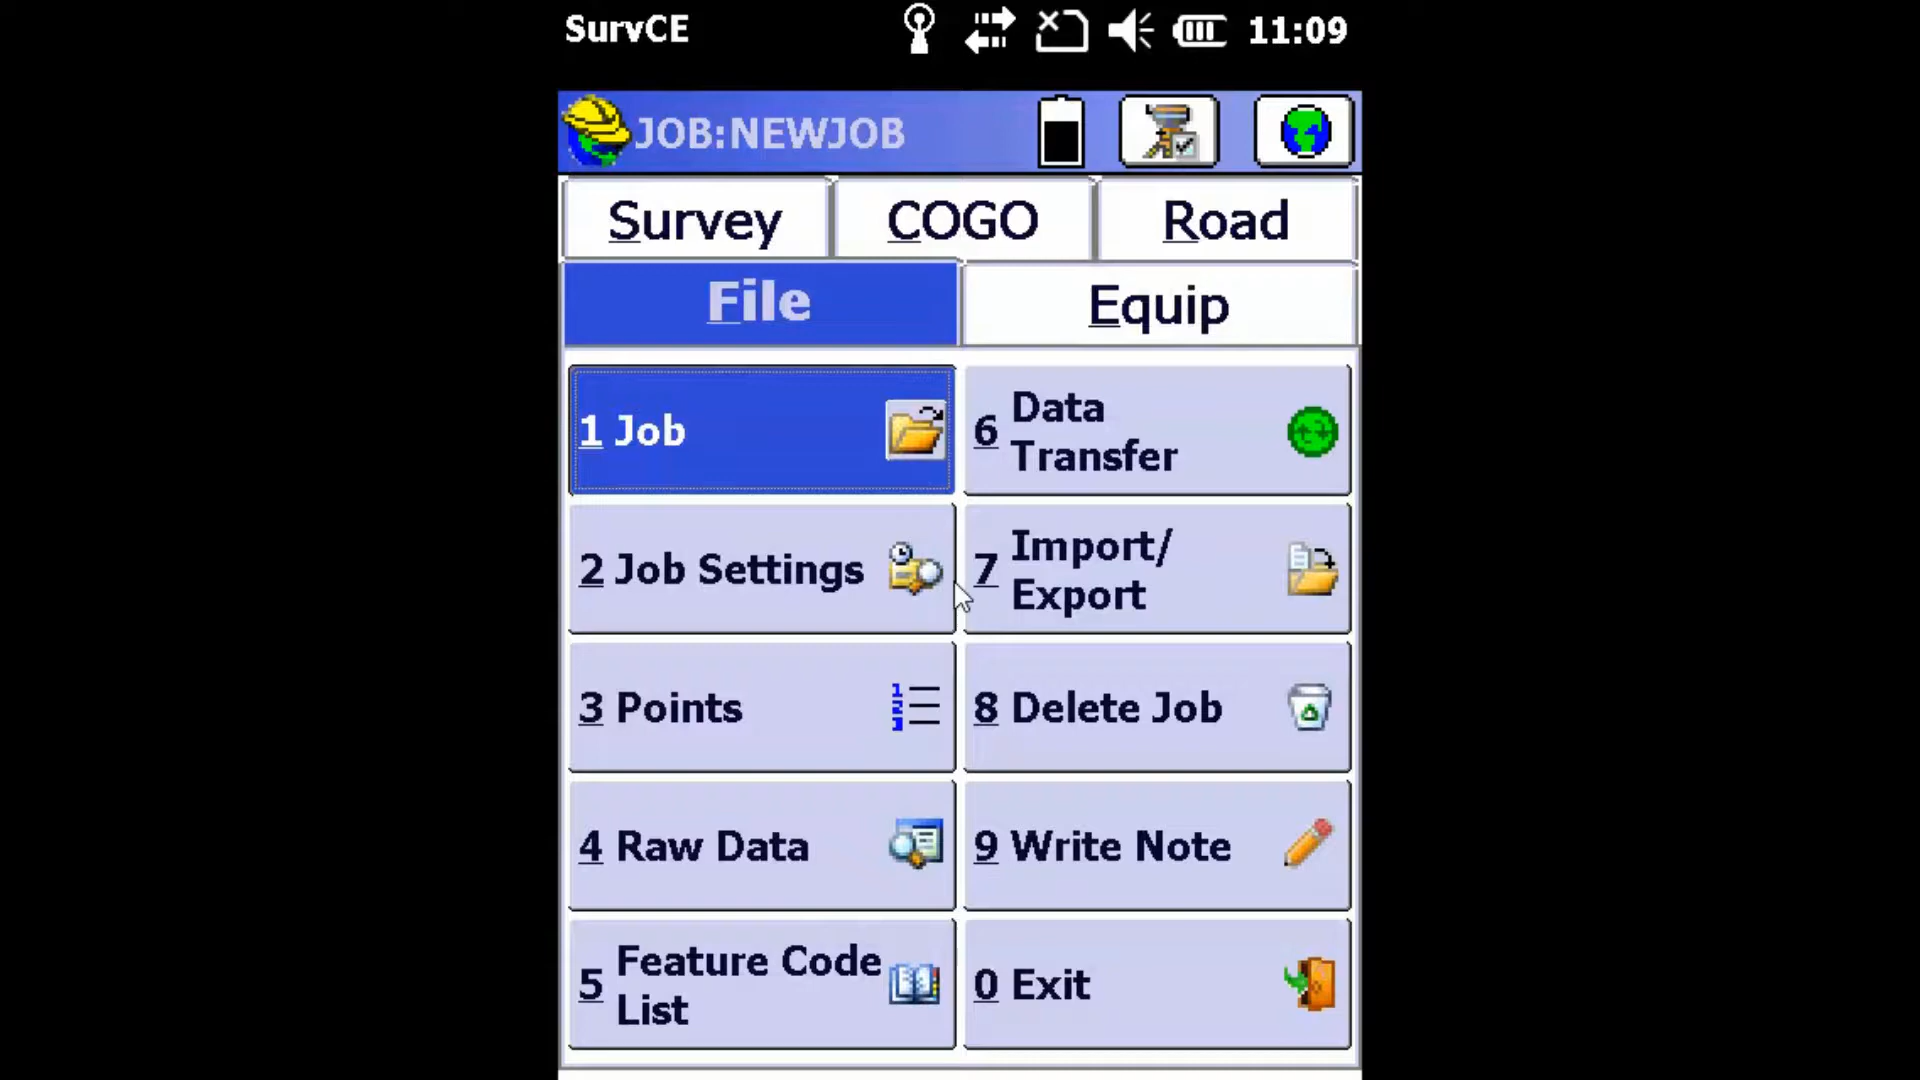 SurvCE 11:09
JOB:NEWJOB
Survey COGO Road
File Equip
1 Job
6 Data
Transfer
2 Job Settings
7 Import/
Export
3 Points
8 Delete Job
4 Raw Data
9 Write Note
5 Feature Code
List
0 Exit